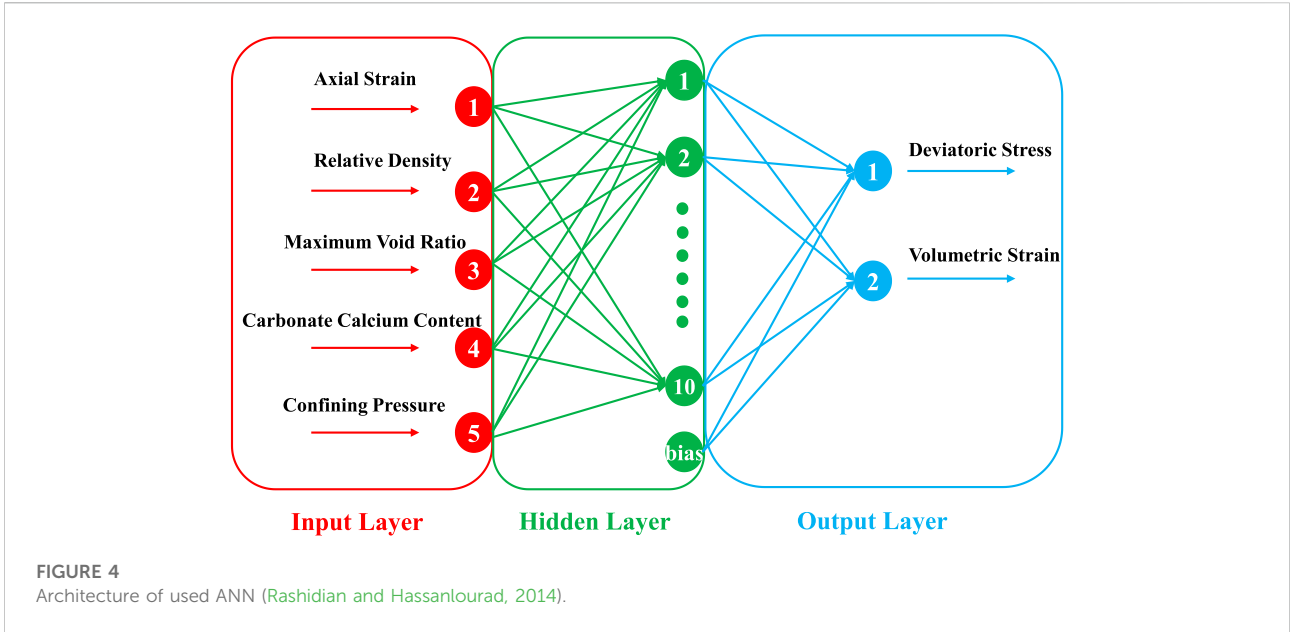 Axial Strain
1
Relative Density
2
Maximum Void Ratio
3
Carbonate Calcium Content
4
Confining Pressure
5
1
2
10
bias
1
Deviatoric Stress
2
Volumetric Strain
Input Layer
Hidden Layer
Output Layer
FIGURE 4
Architecture of used ANN (Rashidian and Hassanlourad, 2014).